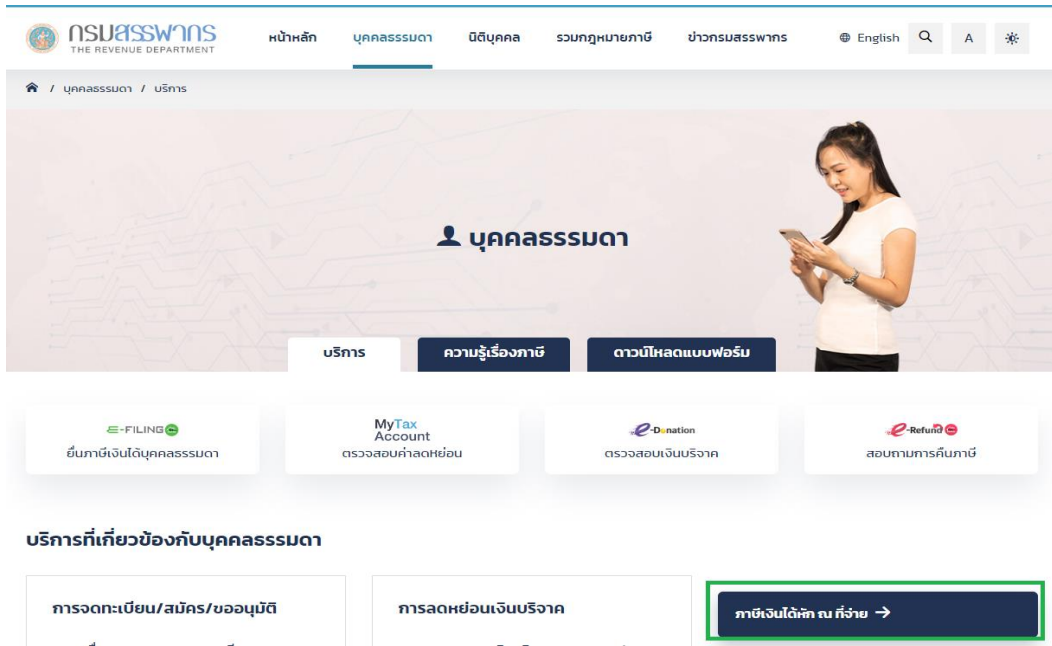 กรมสรรพากร
THE REVENUE DEPARTMENT
หน้าหลัก บุคคลธรรมดา นิติบุคคล รวมกฎหมายภาษี ข่าวกรมสรรพากร English A
/ บุคคลธรรมดา / บริการ
บุคคลธรรมดา
บริการ ความรู้เรื่องภาษี ดาวน์โหลดแบบฟอร์ม
E-FILING
ยื่นภาษีเงินได้บุคคลธรรมดา
MyTax
Account
ตรวจสอบค่าลดหย่อน
e-Donation
ตรวจสอบเงินบริจาค
e-Refund
สอบถามการคืนภาษี
บริการที่เกี่ยวข้องกับบุคคลธรรมดา
การจดทะเบียน/สมัคร/ขออนุมัติ
การลดหย่อนเงินบริจาค
ภาษีเงินได้หัก ณ ที่จ่าย →